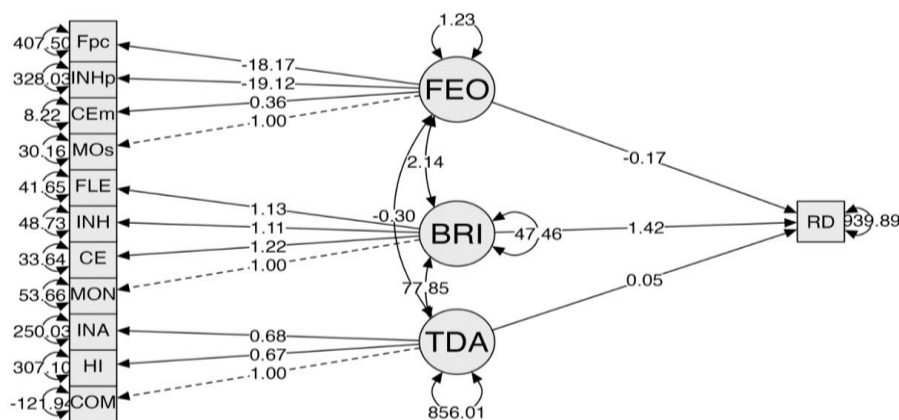 1.23
407.50 Fpc
-18.17
328.03 INHp
-19.12
FEO
8.22 CEm
0.36
30.16 MOs
1.00
2.14
-0.17
41.65 FLE
1.13
-0.30
48.73 INH
1.11
BRI
47.46
1.42
RD
939.89
33.64 CE
1.22
53.66 MON
1.00
77.85
0.05
250.03 INA
0.68
307.10 HI
0.67
TDA
-121.94 COM
1.00
856.01